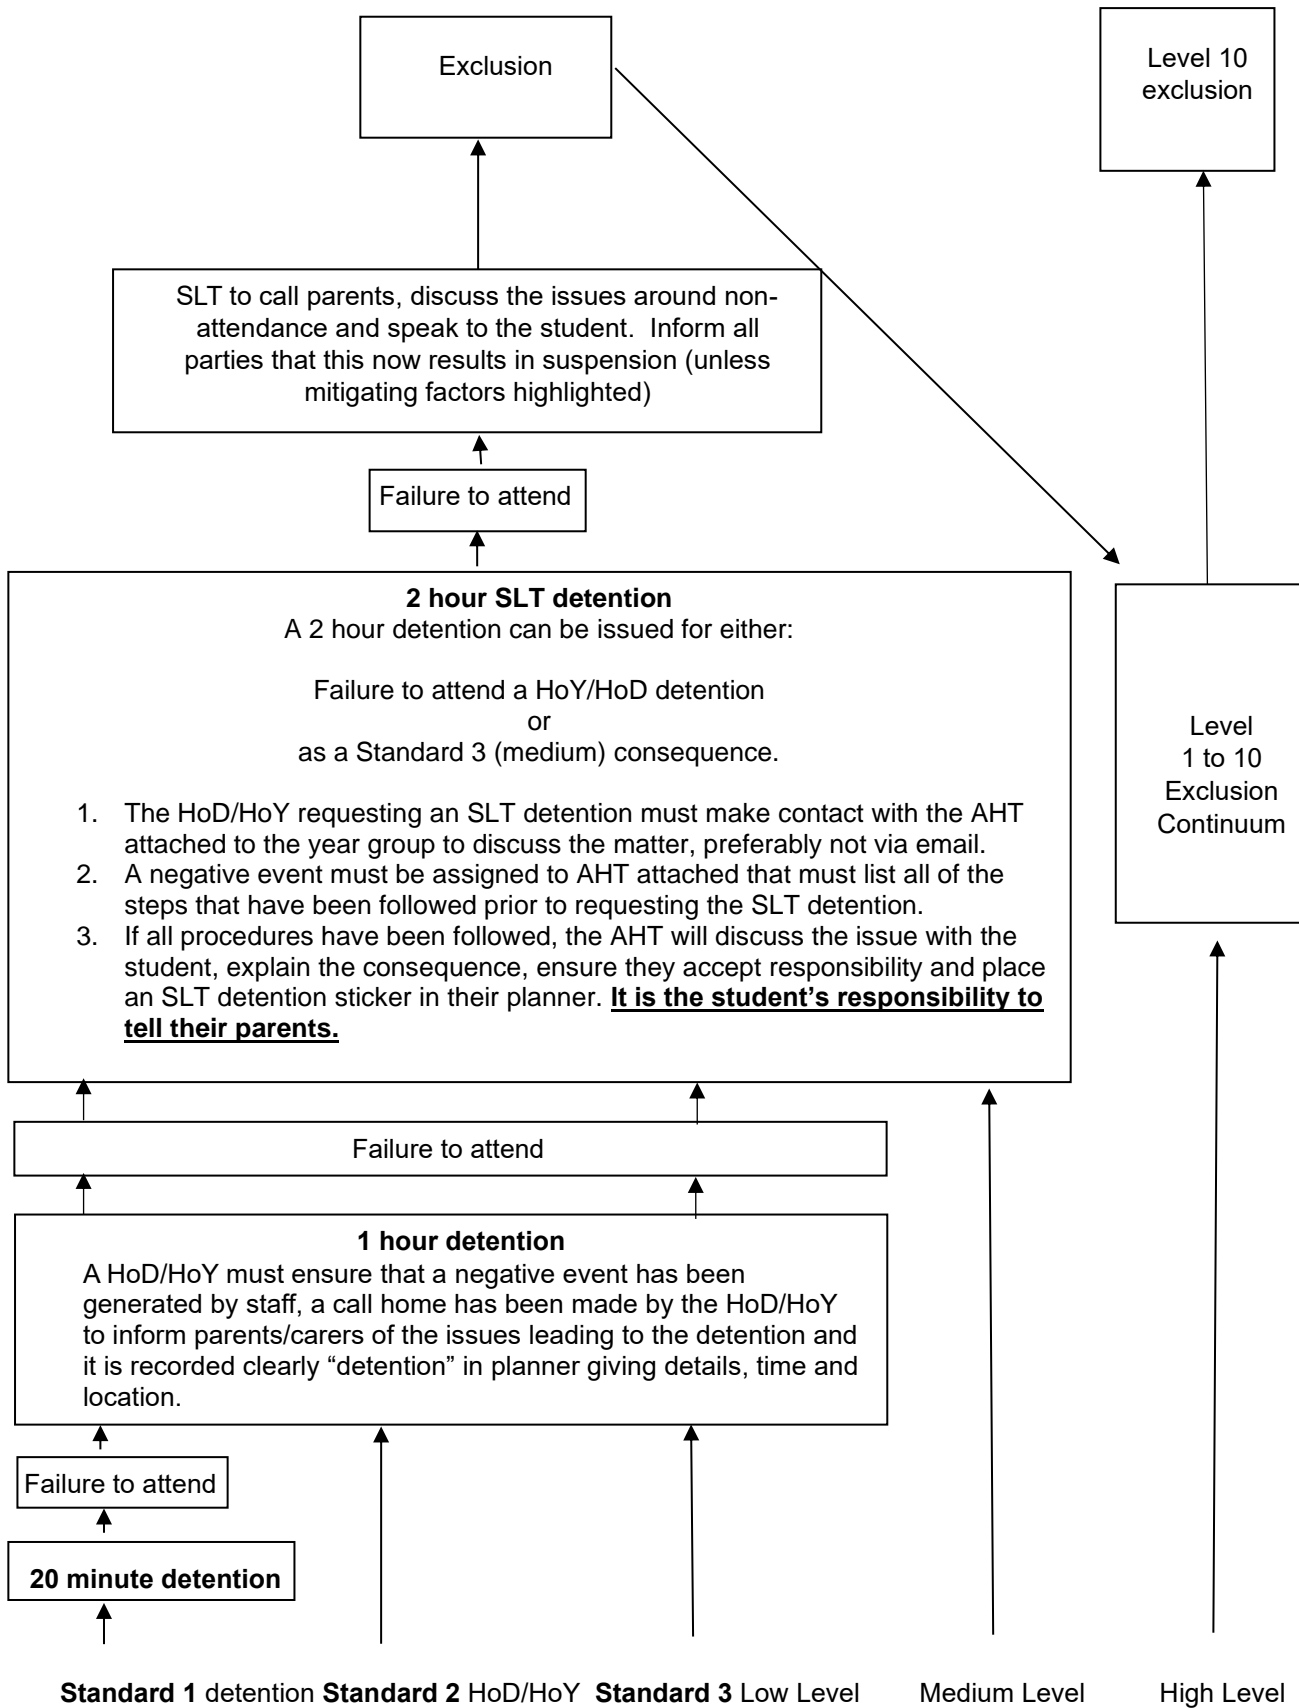 Exclusion
Level 10
exclusion
SLT to call parents, discuss the issues around non-
attendance and speak to the student.  Inform all
parties that this now results in suspension (unless
mitigating factors highlighted)
Failure to attend
2 hour SLT detention
A 2 hour detention can be issued for either:
Failure to attend a HoY/HoD detention
or
as a Standard 3 (medium) consequence.
1. The HoD/HoY requesting an SLT detention must make contact with the AHT
attached to the year group to discuss the matter, preferably not via email.
2. A negative event must be assigned to AHT attached that must list all of the
steps that have been followed prior to requesting the SLT detention.
3. If all procedures have been followed, the AHT will discuss the issue with the
student, explain the consequence, ensure they accept responsibility and place
an SLT detention sticker in their planner. It is the student’s responsibility to
tell their parents.
Level
1 to 10
Exclusion
Continuum
Failure to attend
1 hour detention
A HoD/HoY must ensure that a negative event has been
generated by staff, a call home has been made by the HoD/HoY
to inform parents/carers of the issues leading to the detention and
it is recorded clearly “detention” in planner giving details, time and
location.
Failure to attend
20 minute detention
Standard 1 detention Standard 2 HoD/HoY Standard 3 Low Level Medium Level High Level